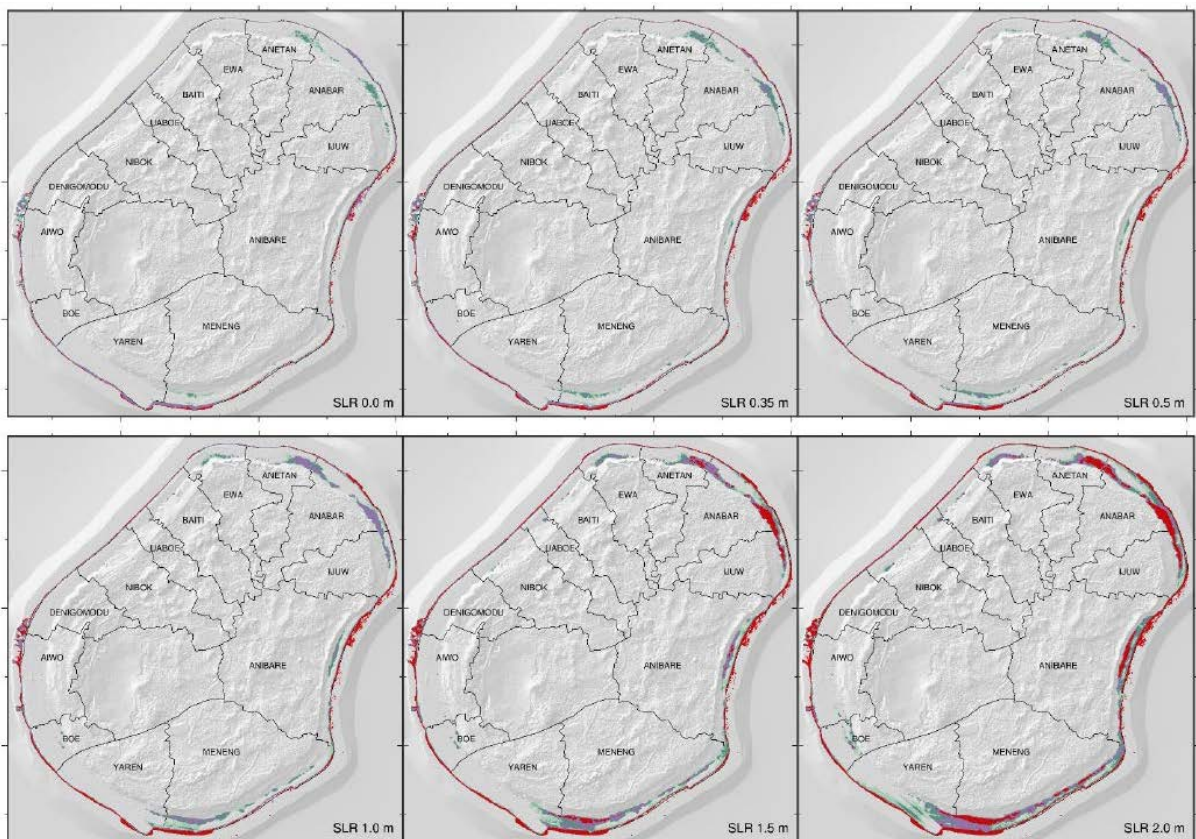 ANETAN
EWA
BAITI
ANABAR
UABOE
IJUW
NIBOK
DENIGOMODU
AIWO
ANIBARE
BOE
MENENG
YAREN
SLR 0.0 m
ANETAN
EWA
BAITI
ANABAR
UABOE
IJUW
NIBOK
DENIGOMODU
AIWO
ANIBARE
BOE
MENENG
YAREN
SLR 0.35 m
ANETAN
EWA
BAITI
ANABAR
UABOE
IJUW
NIBOK
DENIGOMODU
AIWO
ANIBARE
BOE
MENENG
YAREN
SLR 0.5 m
ANETAN
EWA
BAITI
ANABAR
UABOE
IJUW
NIBOK
DENIGOMODU
AIWO
ANIBARE
BOE
MENENG
YAREN
SLR 1.0 m
ANETAN
EWA
BAITI
ANABAR
UABOE
IJUW
NIBOK
DENIGOMODU
AIWO
ANIBARE
BOE
MENENG
YAREN
SLR 1.5 m
ANETAN
EWA
BAITI
ANABAR
UABOE
IJUW
NIBOK
DENIGOMODU
AIWO
ANIBARE
BOE
MENENG
YAREN
SLR 2.0 m